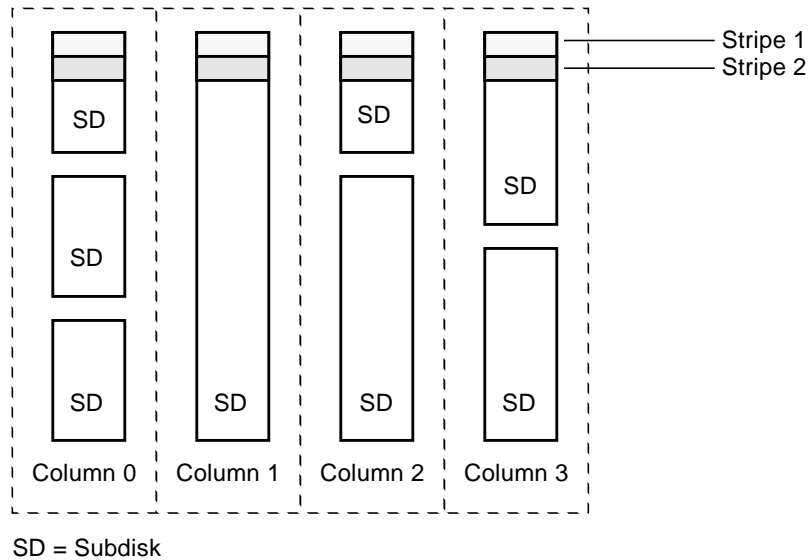 Stripe 1
Stripe 2
SD
SD
SD
SD
SD
SD
SD
SD
Column 0
Column 1
Column 2
Column 3
SD = Subdisk